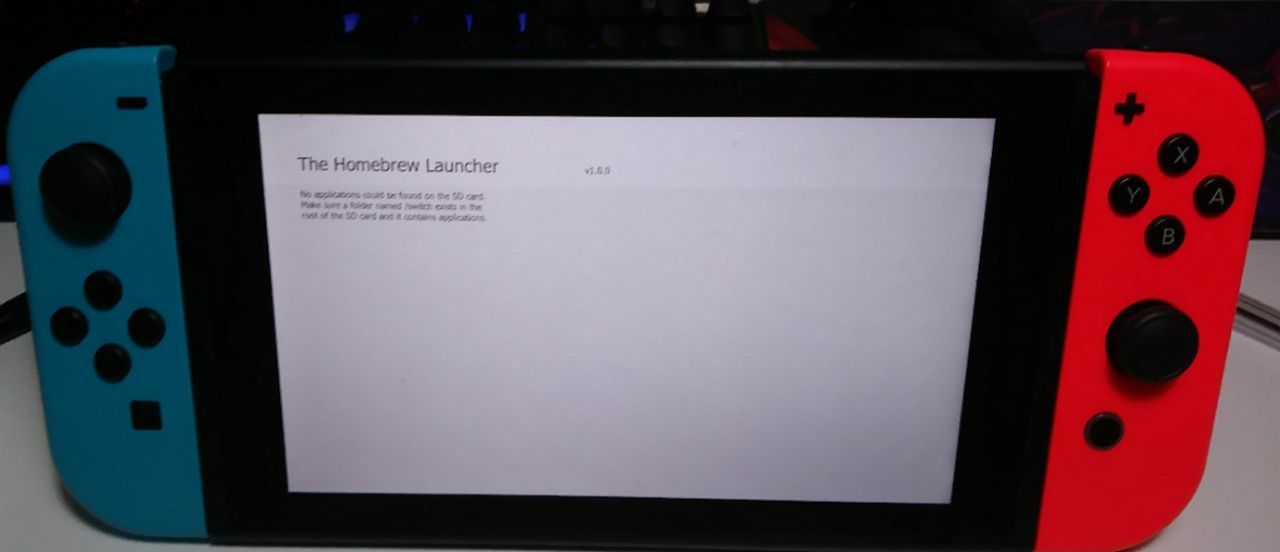 The Homebrew Launcher v1.0.0
No applications could be found on the SD card.
Make sure a folder named /switch exists in the
root of the SD card and it contains applications.
X
Y A
B